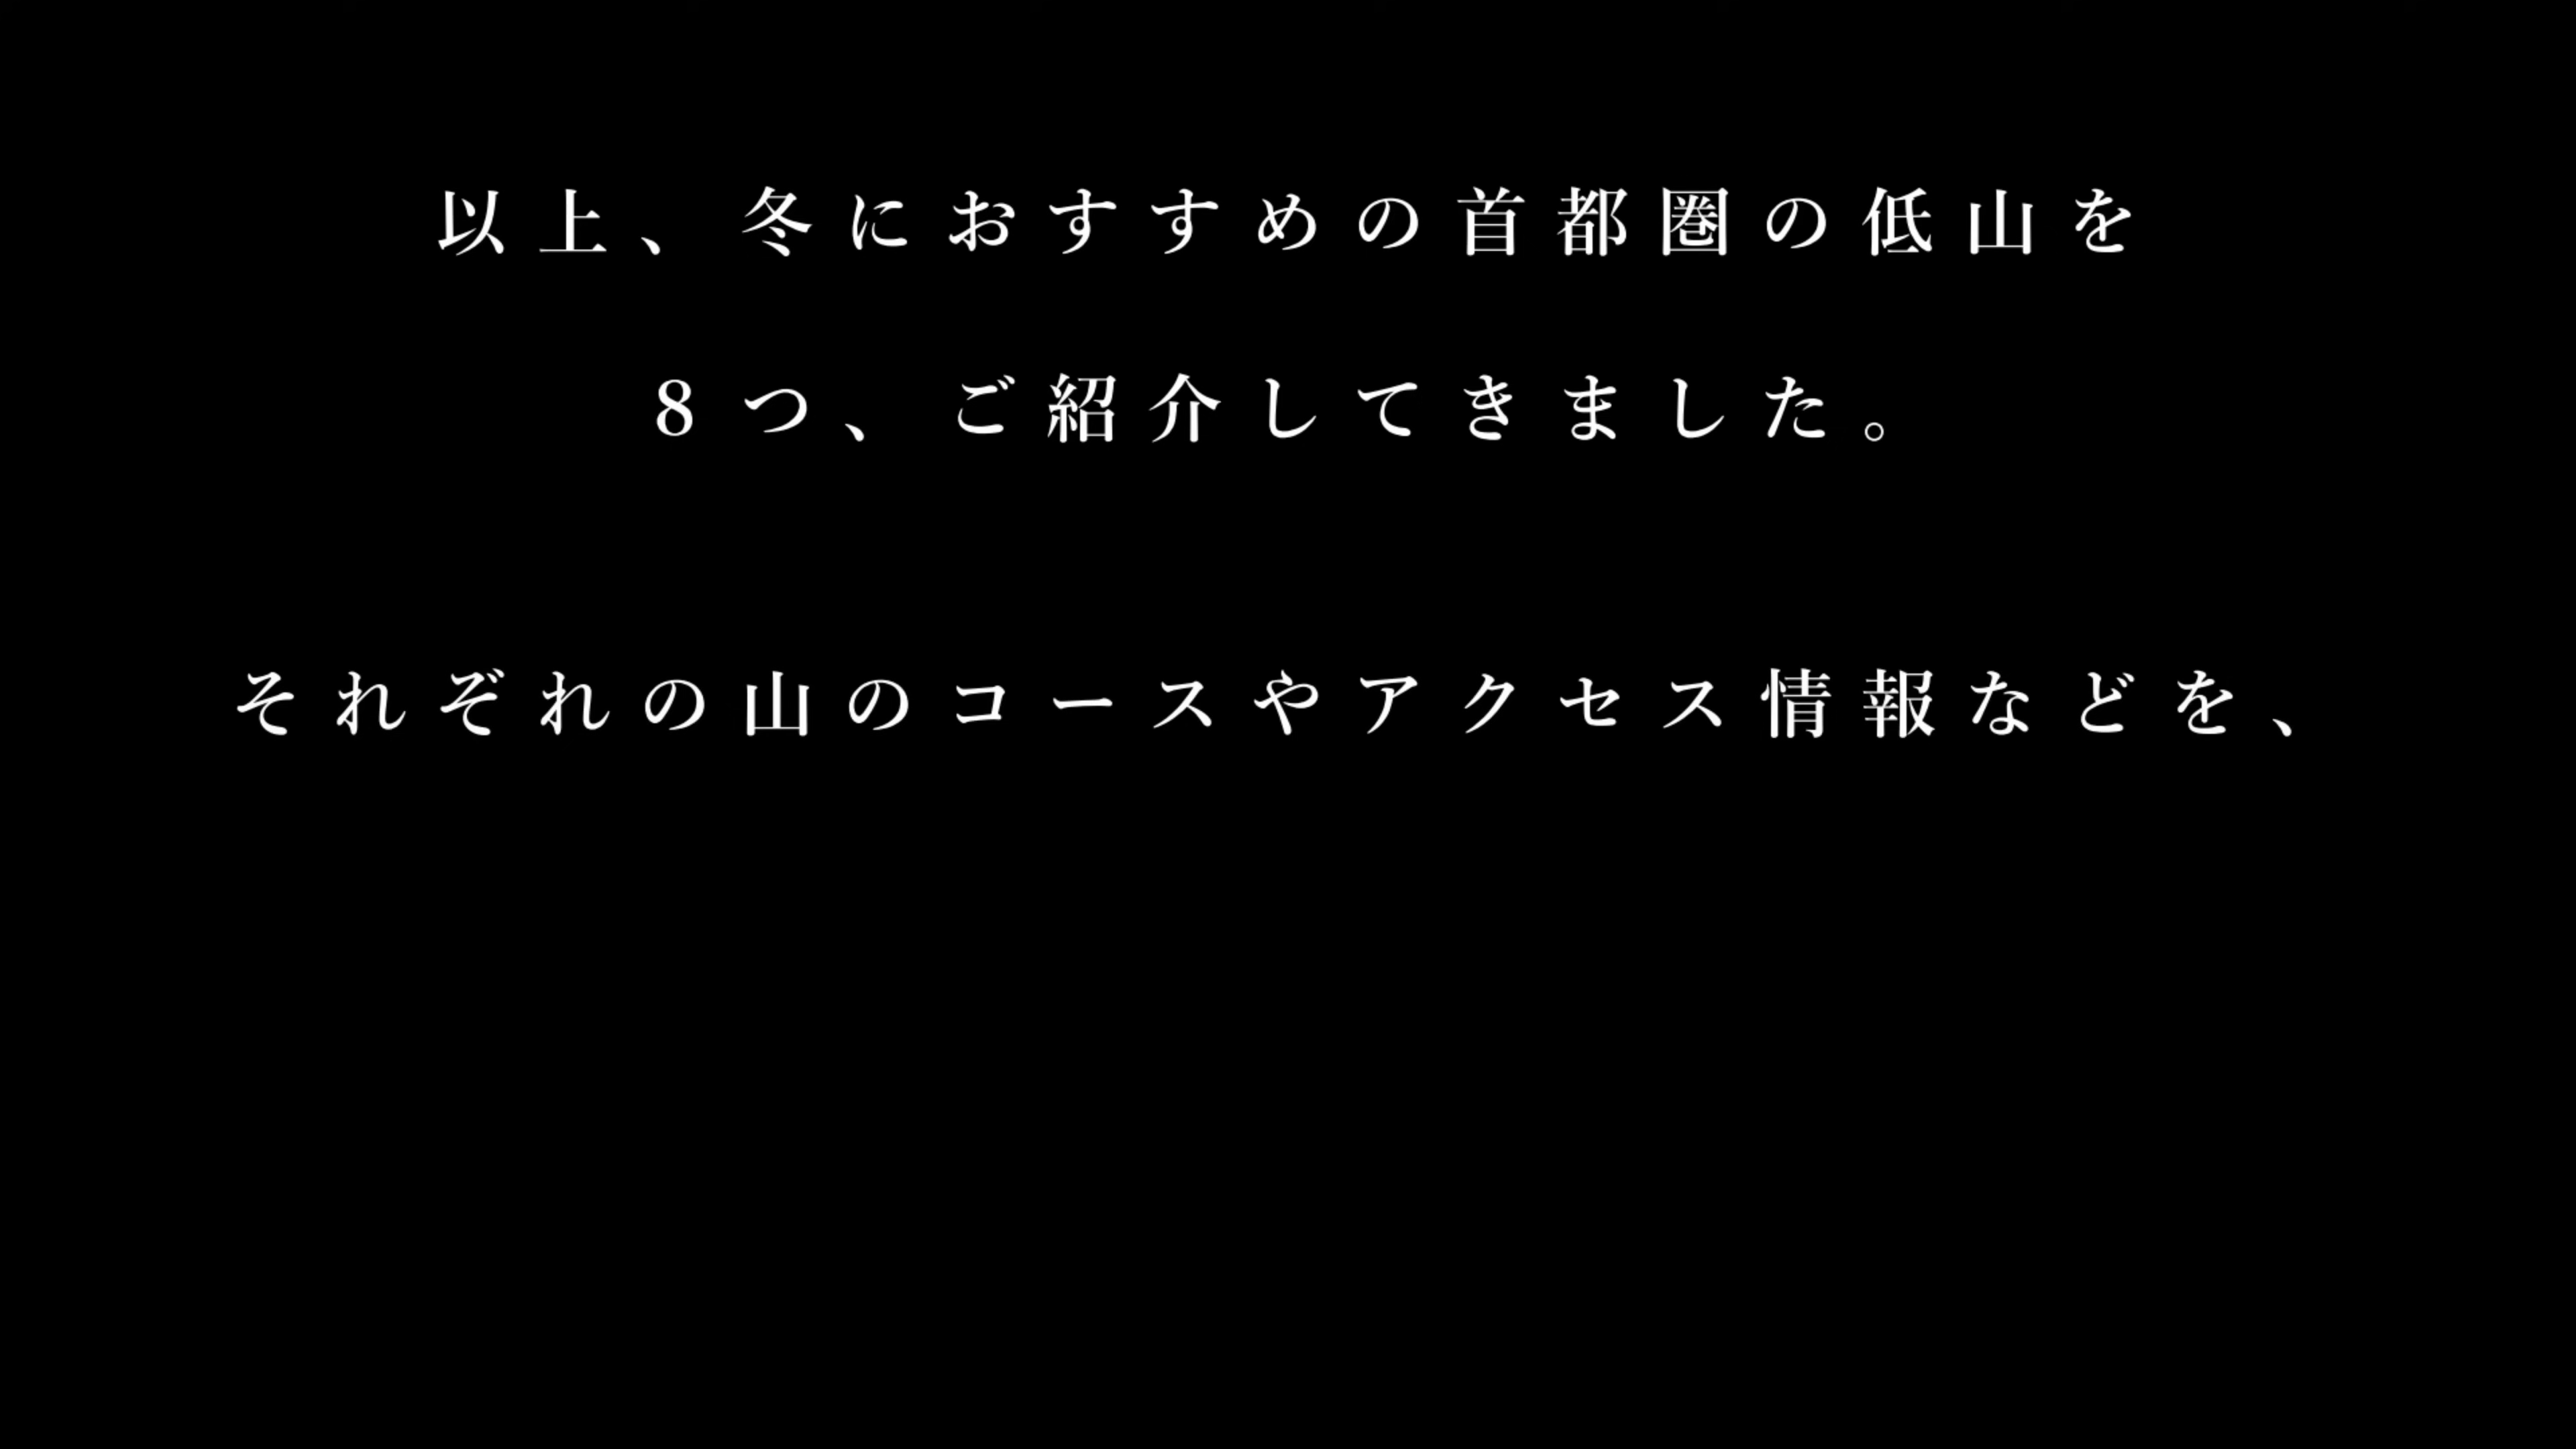 以上、冬におすすめの首都圏の低山を
8つ、ご紹介してきました。
それぞれの山のコースやアクセス情報などを、